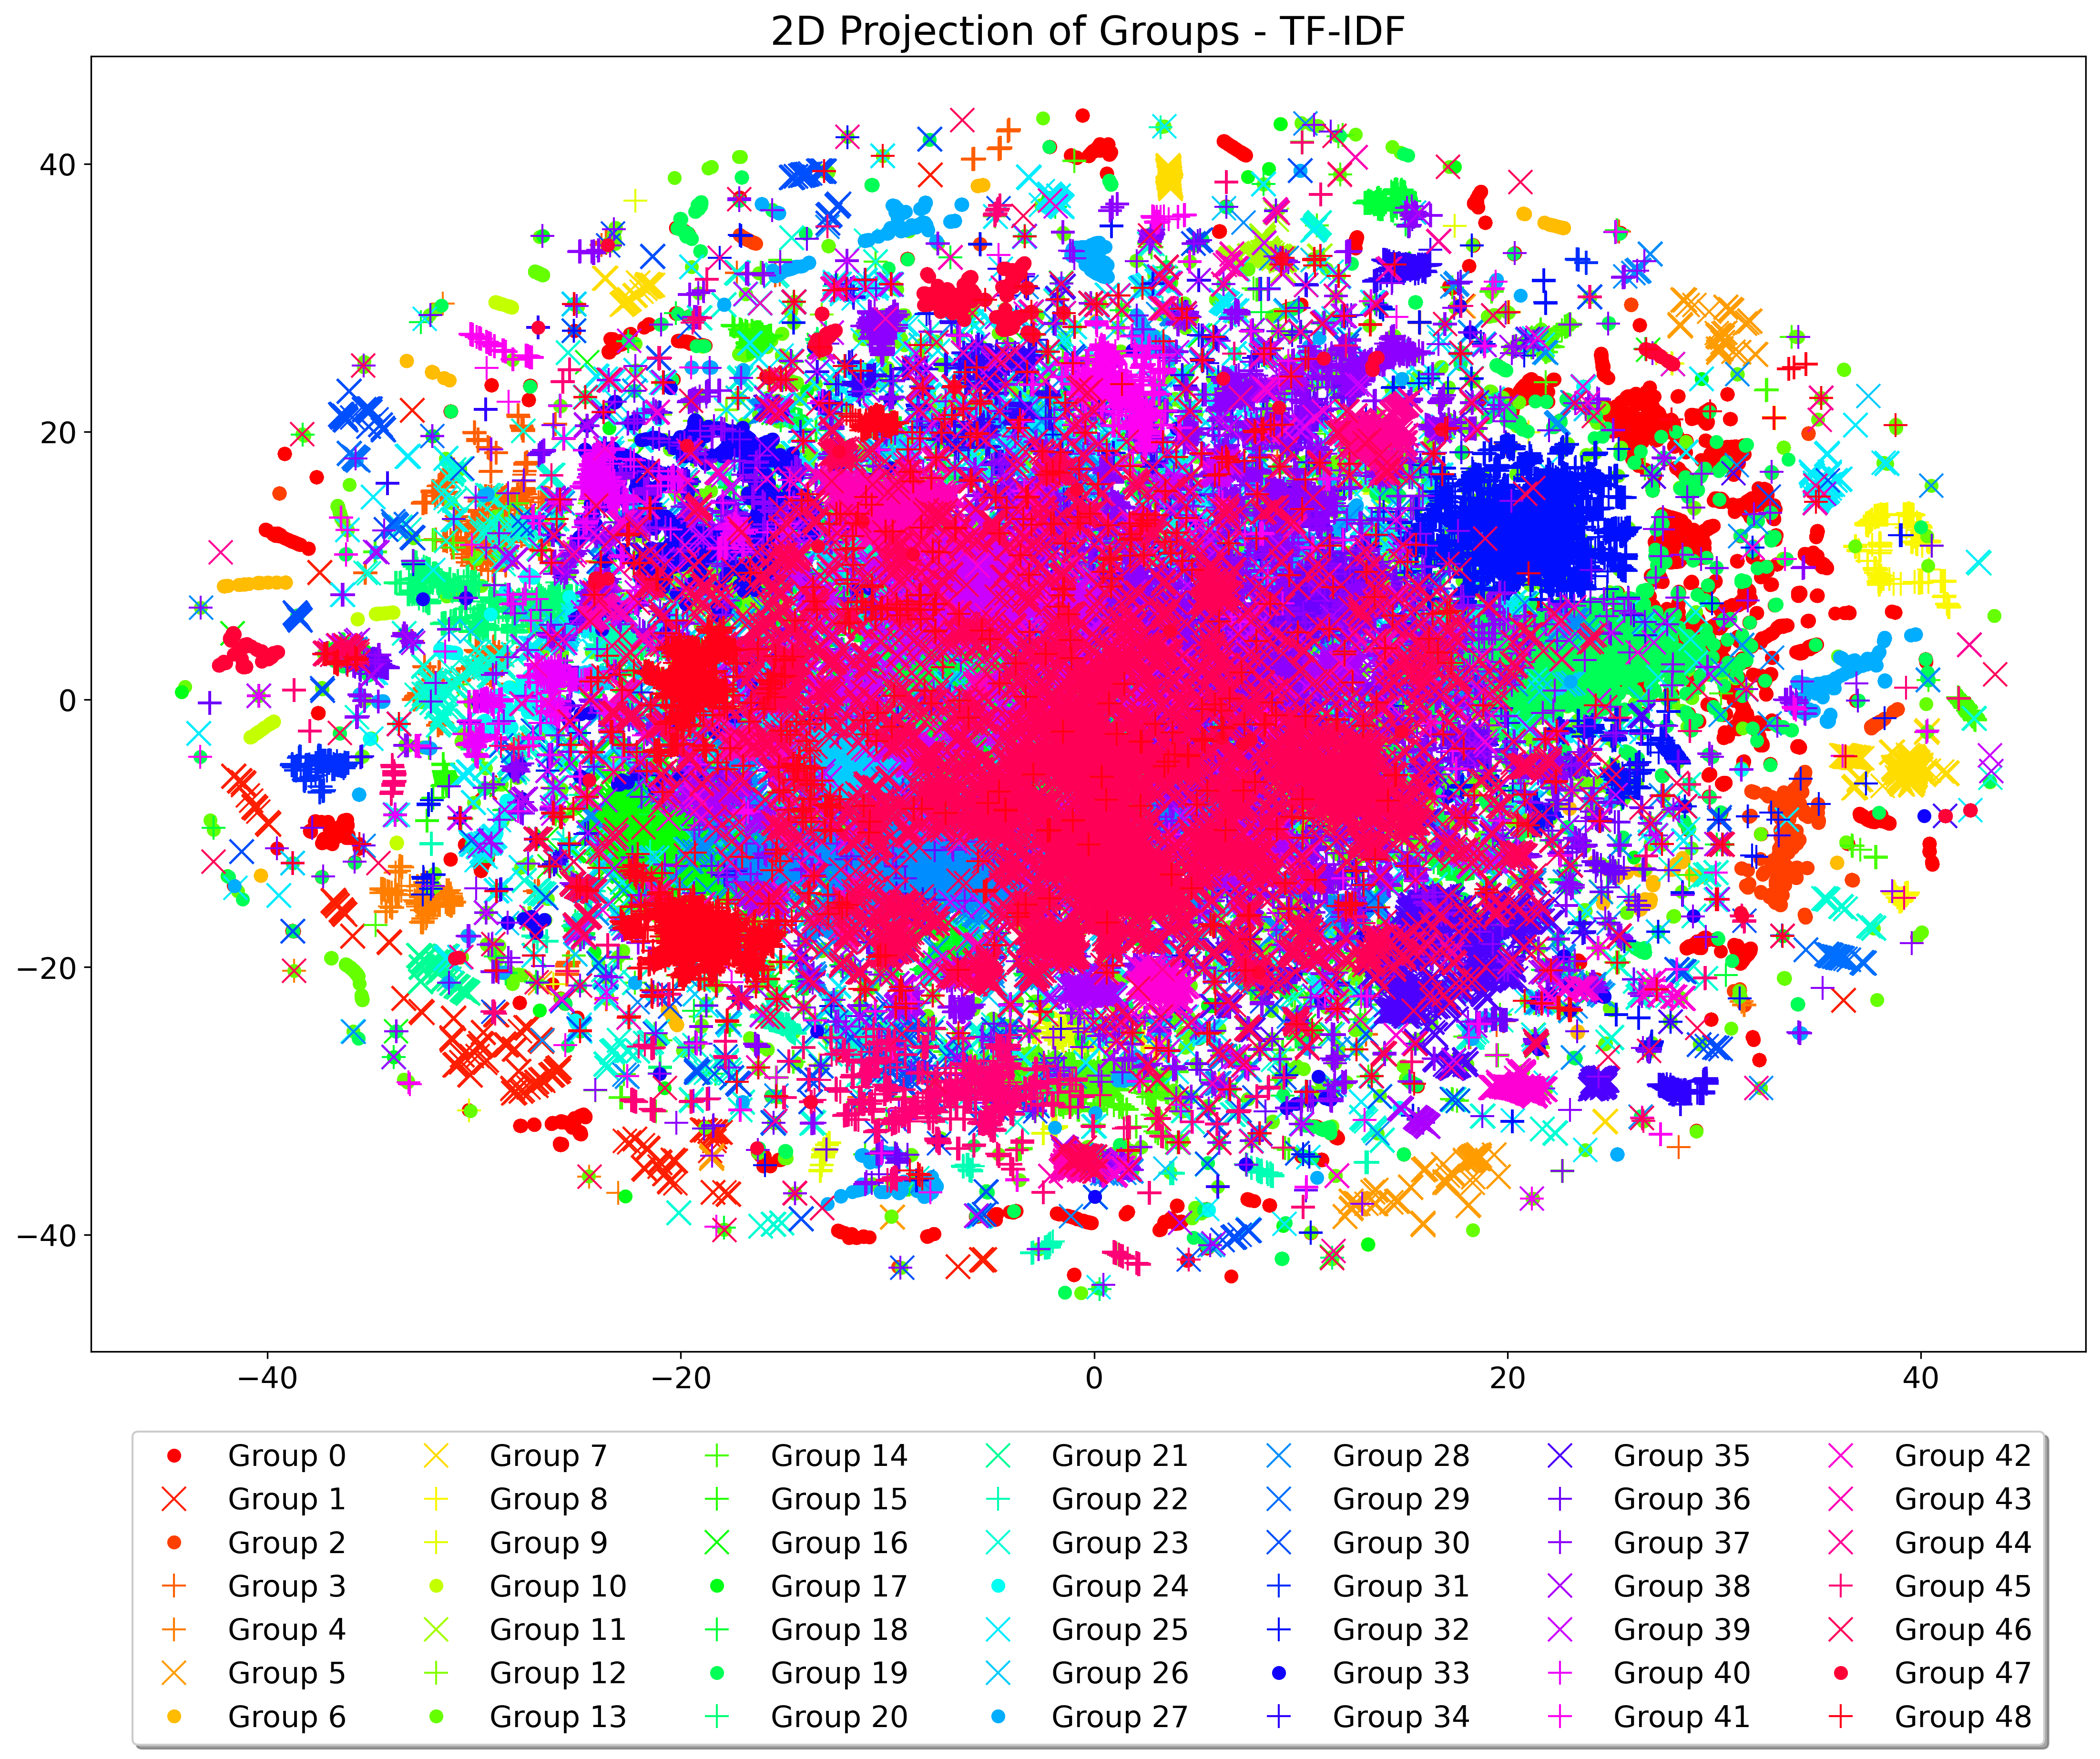 2D Projection of Groups - TF-IDF
40
20
0
−20
−40
−40 −20 0 20 40
Group 0 Group 7 Group 14 Group 21 Group 28 Group 35 Group 42
Group 1 Group 8 Group 15 Group 22 Group 29 Group 36 Group 43
Group 2 Group 9 Group 16 Group 23 Group 30 Group 37 Group 44
Group 3 Group 10 Group 17 Group 24 Group 31 Group 38 Group 45
Group 4 Group 11 Group 18 Group 25 Group 32 Group 39 Group 46
Group 5 Group 12 Group 19 Group 26 Group 33 Group 40 Group 47
Group 6 Group 13 Group 20 Group 27 Group 34 Group 41 Group 48